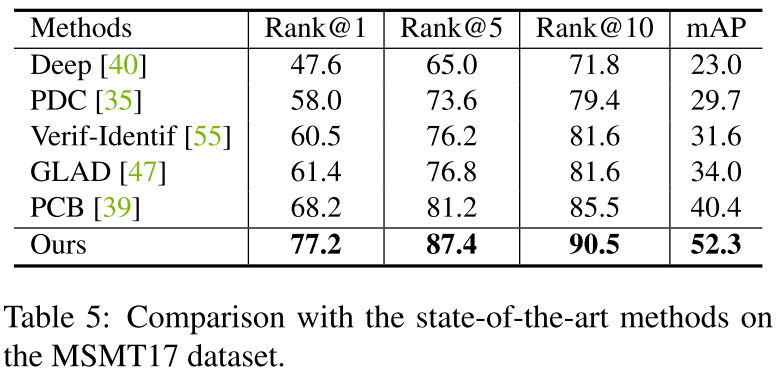 Methods Rank@1 Rank@5 Rank@10 mAP
Deep [40] 47.6 65.0 71.8 23.0
PDC [35] 58.0 73.6 79.4 29.7
Verif-Identif [55] 60.5 76.2 81.6 31.6
GLAD [47] 61.4 76.8 81.6 34.0
PCB [39] 68.2 81.2 85.5 40.4
Ours 77.2 87.4 90.5 52.3
Table 5: Comparison with the state-of-the-art methods on
the MSMT17 dataset.